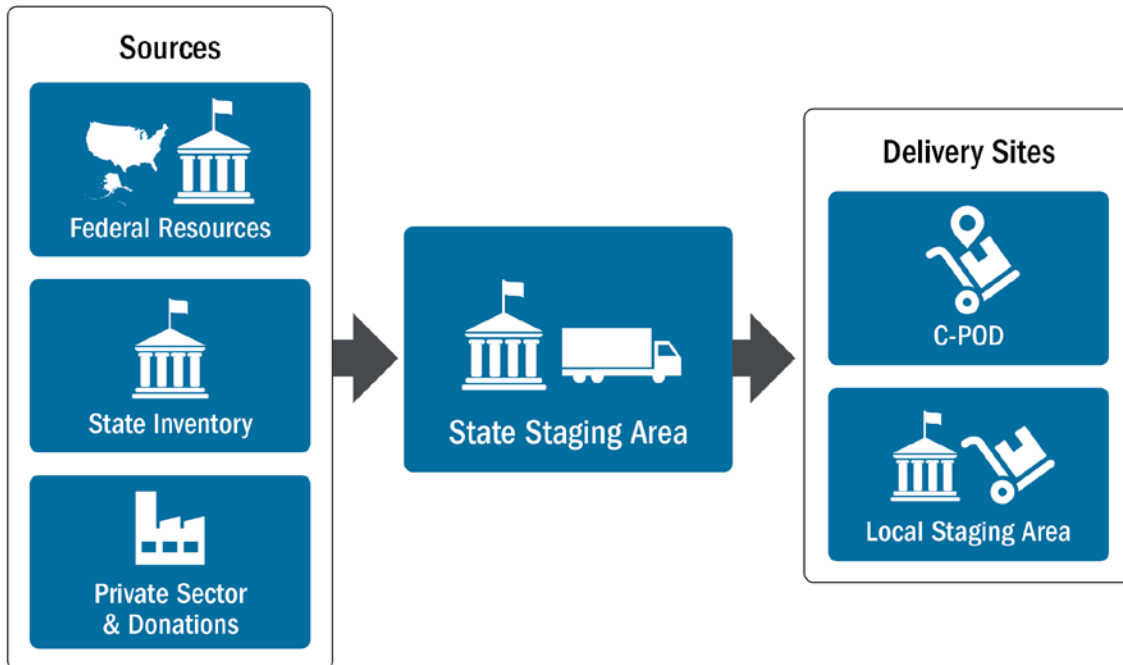 Sources
Federal Resources
State Inventory
Private Sector
& Donations
State Staging Area
Delivery Sites
C-POD
Local Staging Area